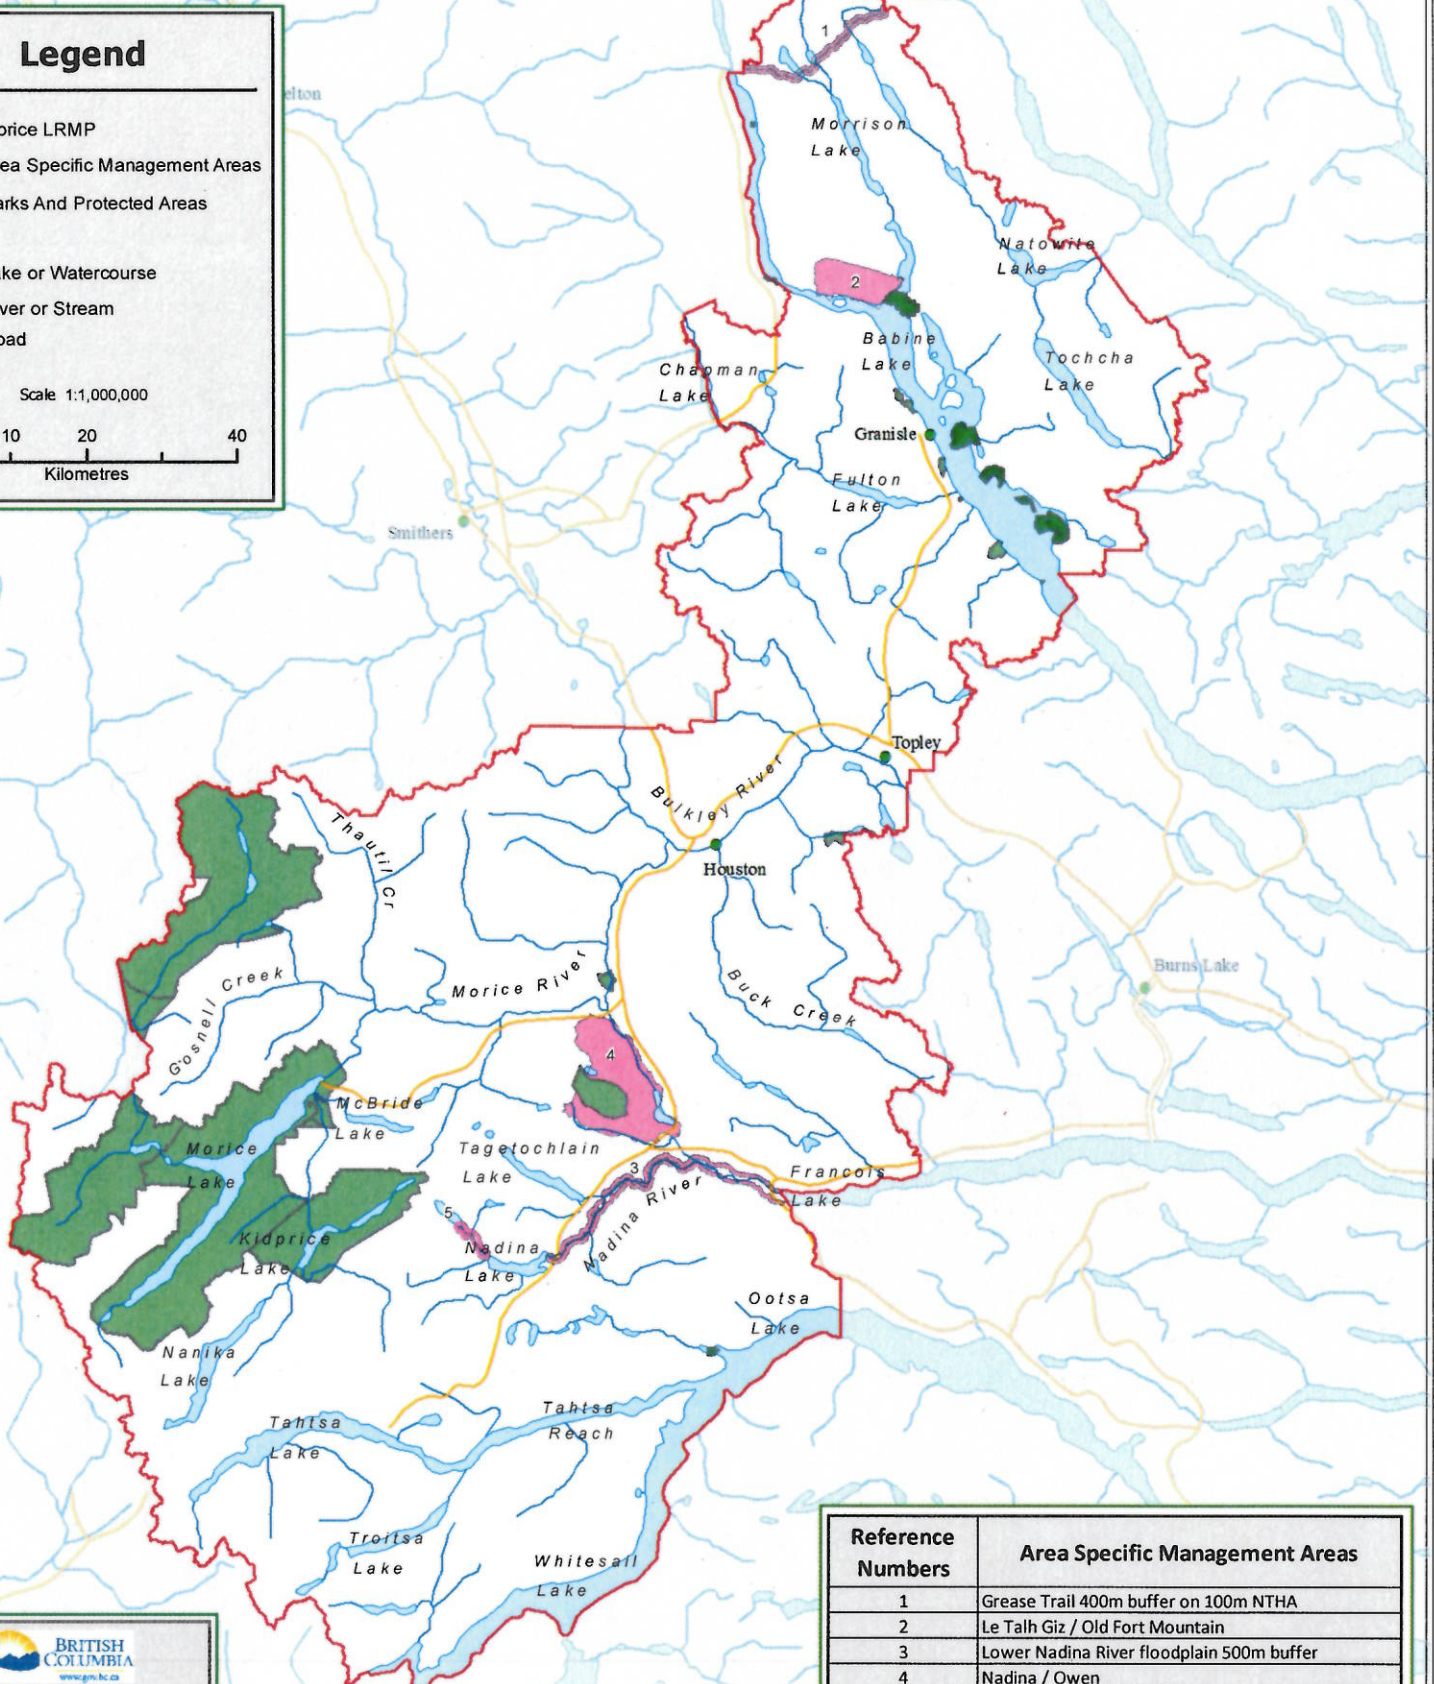 Legend
orice LRMP
ea Specific Management Areas
arks And Protected Areas
ake or Watercourse
ver or Stream
oad
Scale 1:1,000,000
10 20 40
Kilometres
elton
1
Morrison
Lake
Natowite
Lake
2
Babine
Lake
Tochcha
Lake
Chapman
Lake
Granisle
Fulton
Lake
Smithers
Topley
Bulkley River
Houston
Thautil Cr
Burns Lake
Gosnell Creek
Morice River
Buck Creek
4
McBride
Lake
Morice
Lake
Tagetochlain
Lake
3
Francois
Lake
Nadina River
5
Nadina
Lake
Kidprice
Lake
Ootsa
Lake
Nanika
Lake
Tahtsa
Reach
Tahtsa
Lake
Troitsa
Lake
Whitesail
Lake
Reference Numbers Area Specific Management Areas
1 Grease Trail 400m buffer on 100m NTHA
2 Le Talh Giz / Old Fort Mountain
3 Lower Nadina River floodplain 500m buffer
4 Nadina / Owen
BRITISH
COLUMBIA
www.gov.bc.ca